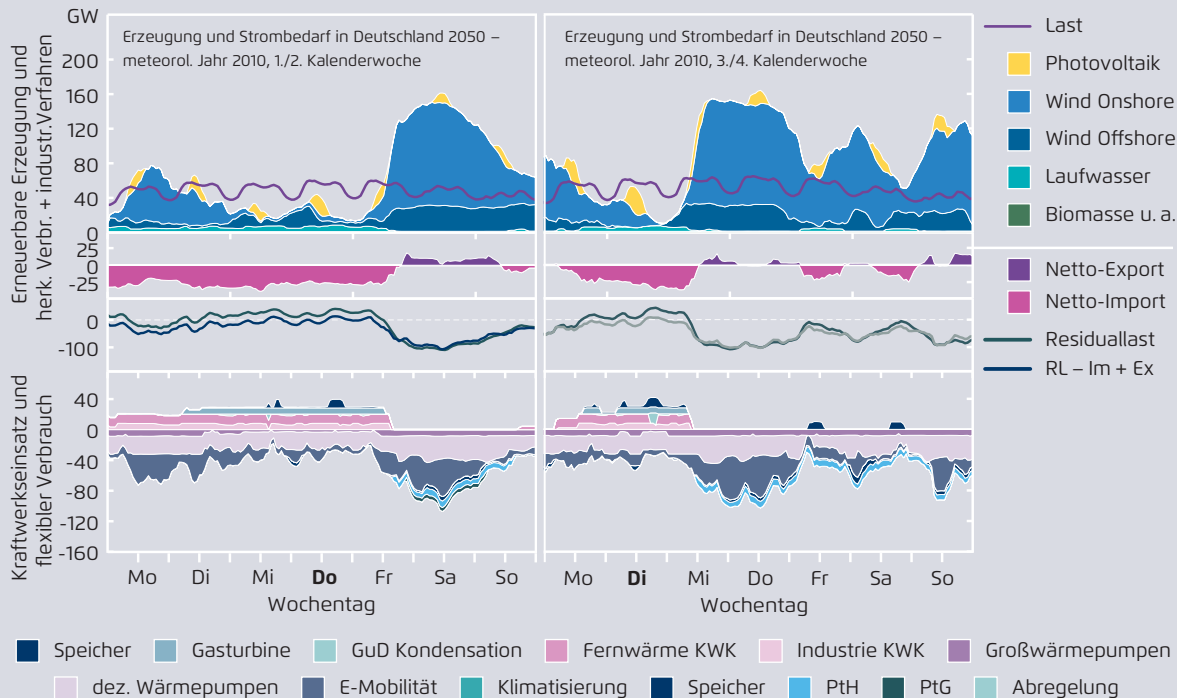 GW
200
160
120
80
40
0
25
0
-25
0
-100
40
0
-40
-80
-120
-160
Erneuerbare Erzeugung und
herk. Verbr. + industr.Verfahren
Kraftwerkseinsatz und
flexibler Verbrauch
Erzeugung und Strombedarf in Deutschland 2050 –
meteorol. Jahr 2010, 1./2. Kalenderwoche
Erzeugung und Strombedarf in Deutschland 2050 –
meteorol. Jahr 2010, 3./4. Kalenderwoche
Last
Photovoltaik
Wind Onshore
Wind Offshore
Laufwasser
Biomasse u. a.
Netto-Export
Netto-Import
Residuallast
RL – Im + Ex
Mo Di Mi Do Fr Sa So
Wochentag
Mo Di Mi Do Fr Sa So
Wochentag
Speicher Gasturbine GuD Kondensation Fernwärme KWK Industrie KWK Großwärmepumpen
dez. Wärmepumpen E-Mobilität Klimatisierung Speicher PtH PtG Abregelung